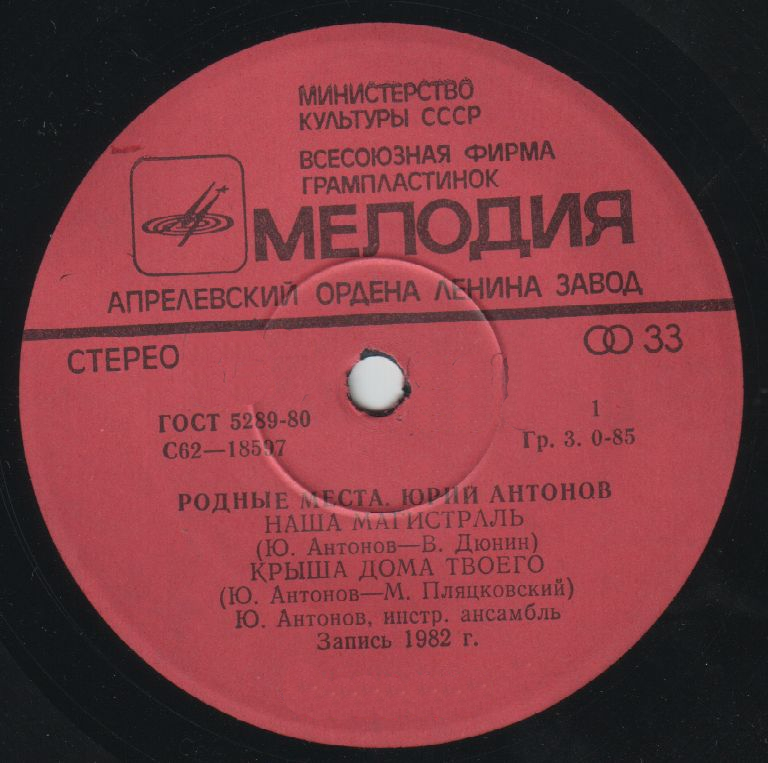 МИНИСТЕРСТВО
КУЛЬТУРЫ СССР
ВСЕСОЮЗНАЯ ФИРМА
ГРАМПЛАСТИНОК
МЕЛОДИЯ
АПРЕЛЕВСКИЙ ОРДЕНА ЛЕНИНА ЗАВОД
СТЕРЕО 33
ГОСТ 5289-80 1
С62—18597 Гр. 3. 0-85
РОДНЫЕ МЕСТА. ЮРИЙ АНТОНОВ
НАША МАГИСТРАЛЬ
(Ю. Антонов—В. Дюнин)
КРЫША ДОМА ТВОЕГО
(Ю. Антонов—М. Пляцковский)
Ю. Антонов, инстр. ансамбль
Запись 1982 г.